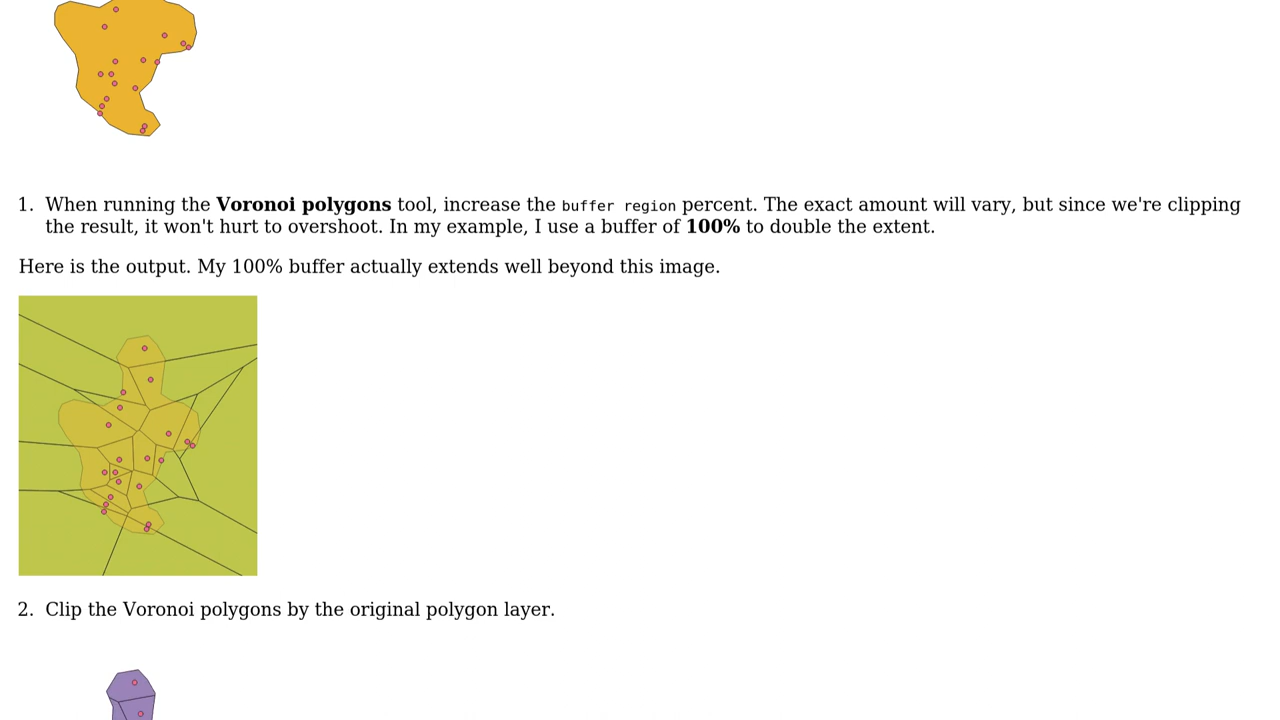 1. When running the Voronoi polygons tool, increase the buffer region percent. The exact amount will vary, but since we're clipping
the result, it won't hurt to overshoot. In my example, I use a buffer of 100% to double the extent.
Here is the output. My 100% buffer actually extends well beyond this image.
2. Clip the Voronoi polygons by the original polygon layer.